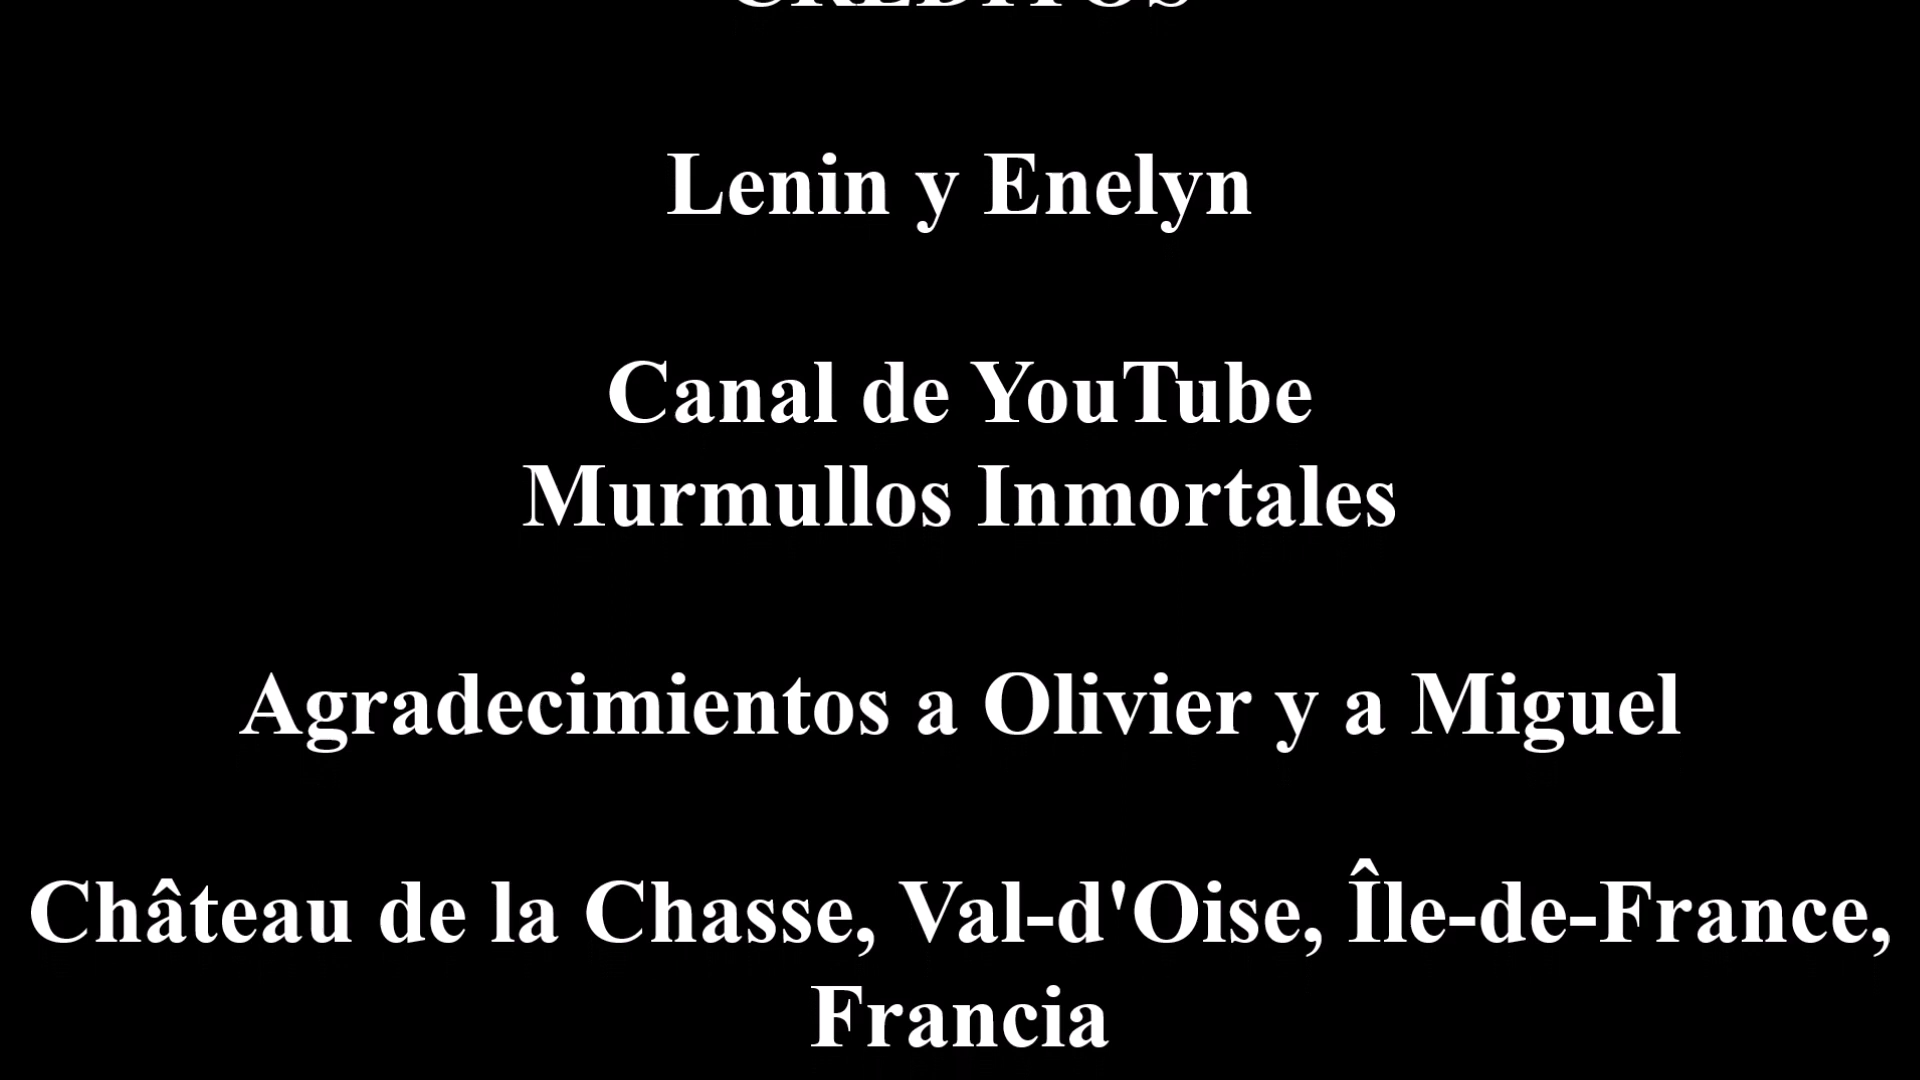 CRÉDITOS
Lenin y Enelyn
Canal de YouTube
Murmullos Inmortales
Agradecimientos a Olivier y a Miguel
Château de la Chasse, Val-d'Oise, Île-de-France,
Francia